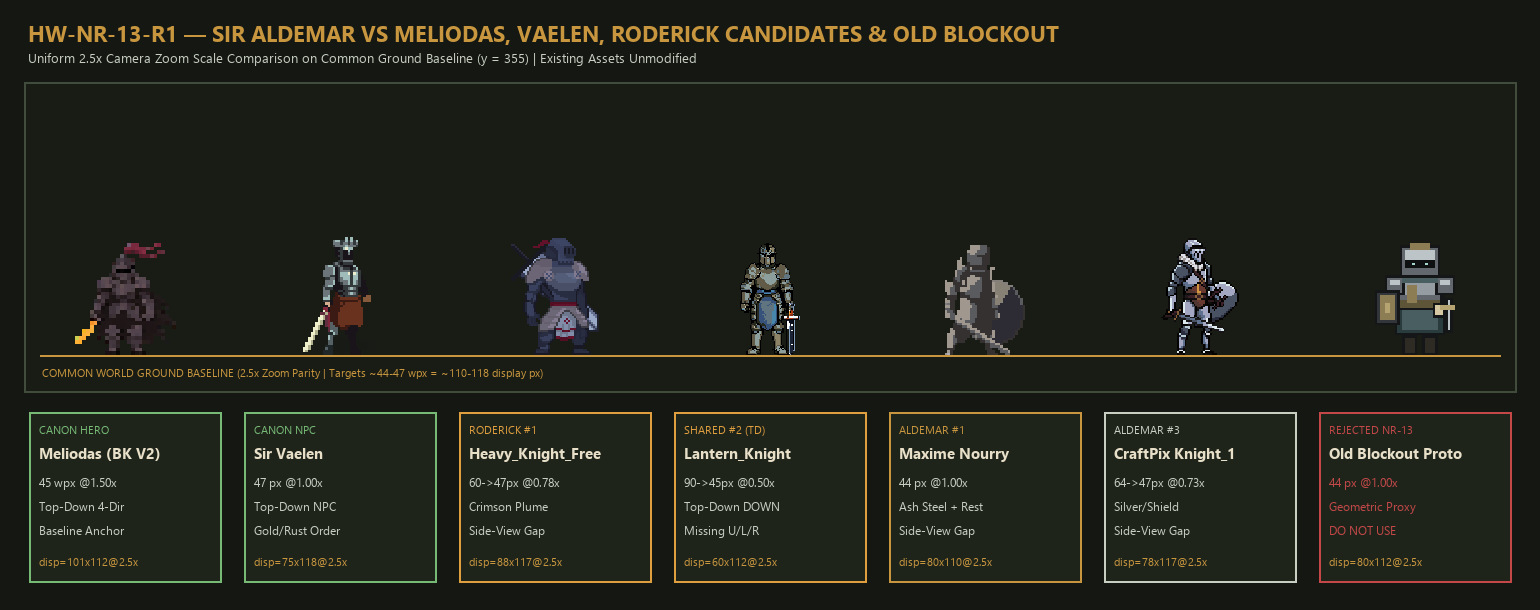 HW-NR-13-R1 — SIR ALDEMAR VS MELIODAS, VAELEN, RODERICK CANDIDATES & OLD BLOCKOUT
Uniform 2.5x Camera Zoom Scale Comparison on Common Ground Baseline (y = 355) | Existing Assets Unmodified
COMMON WORLD GROUND BASELINE (2.5x Zoom Parity | Targets ~44-47 wpx = ~110-118 display px)
CANON HERO
Meliodas (BK V2)
45 wpx @1.50x
Top-Down 4-Dir
Baseline Anchor
disp=101x112@2.5x
CANON NPC
Sir Vaelen
47 px @1.00x
Top-Down NPC
Gold/Rust Order
disp=75x118@2.5x
RODERICK #1
Heavy_Knight_Free
60->47px @0.78x
Crimson Plume
Side-View Gap
disp=88x117@2.5x
SHARED #2 (TD)
Lantern_Knight
90->45px @0.50x
Top-Down DOWN
Missing U/L/R
disp=60x112@2.5x
ALDEMAR #1
Maxime Nourry
44 px @1.00x
Ash Steel + Rest
Side-View Gap
disp=80x110@2.5x
ALDEMAR #3
CraftPix Knight_1
64->47px @0.73x
Silver/Shield
Side-View Gap
disp=78x117@2.5x
REJECTED NR-13
Old Blockout Proto
44 px @1.00x
Geometric Proxy
DO NOT USE
disp=80x112@2.5x